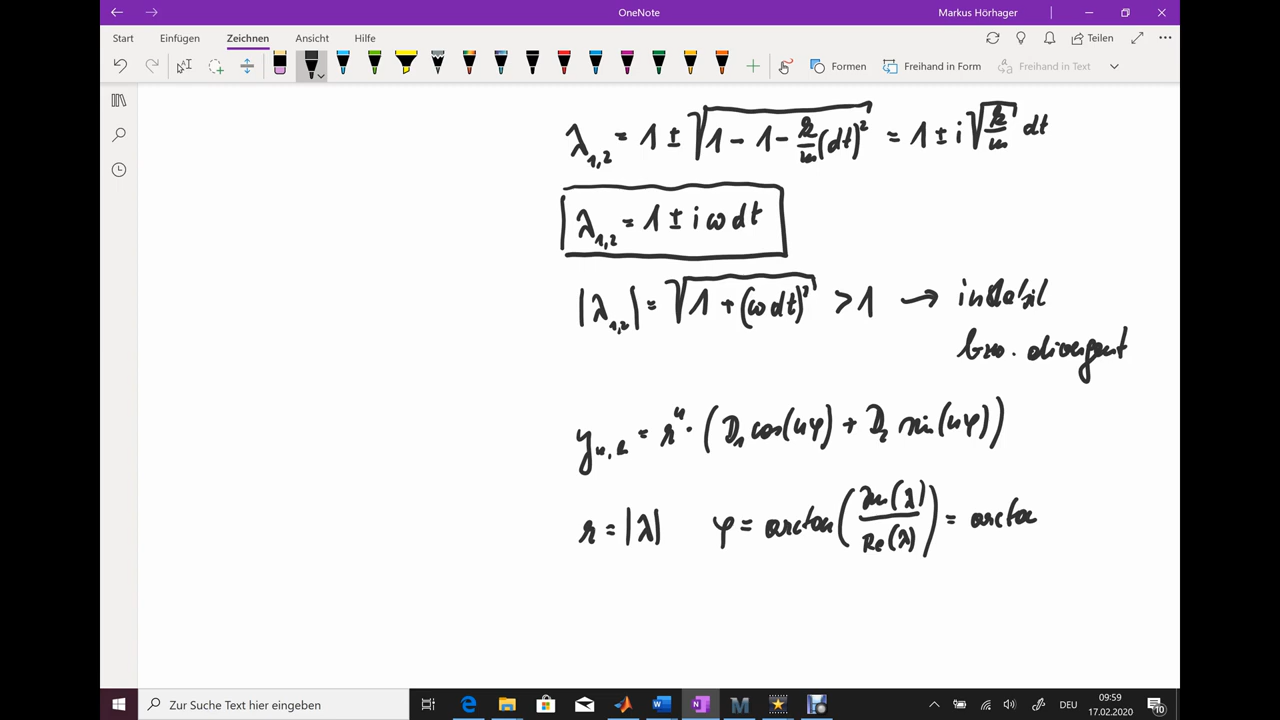 OneNote
Markus Hörhager
Start Einfügen Zeichnen Ansicht Hilfe
Teilen
Formen Freihand in Form Freihand in Text
λ₁,₂ = 1 ± √(1 - 1 - k/m (dt)²) = 1 ± i √(k/m) dt
λ₁,₂ = 1 ± i ω dt
|λ₁,₂| = √(1 + (ω dt)²) > 1 → instabil
bzw. divergent
yₙ,ₕ = rⁿ · (D₁ cos(nφ) + D₂ sin(nφ))
r = |λ| φ = arctan(Im(λ)/Re(λ)) = arctan
Zur Suche Text hier eingeben
DEU
09:59
17.02.2020
10